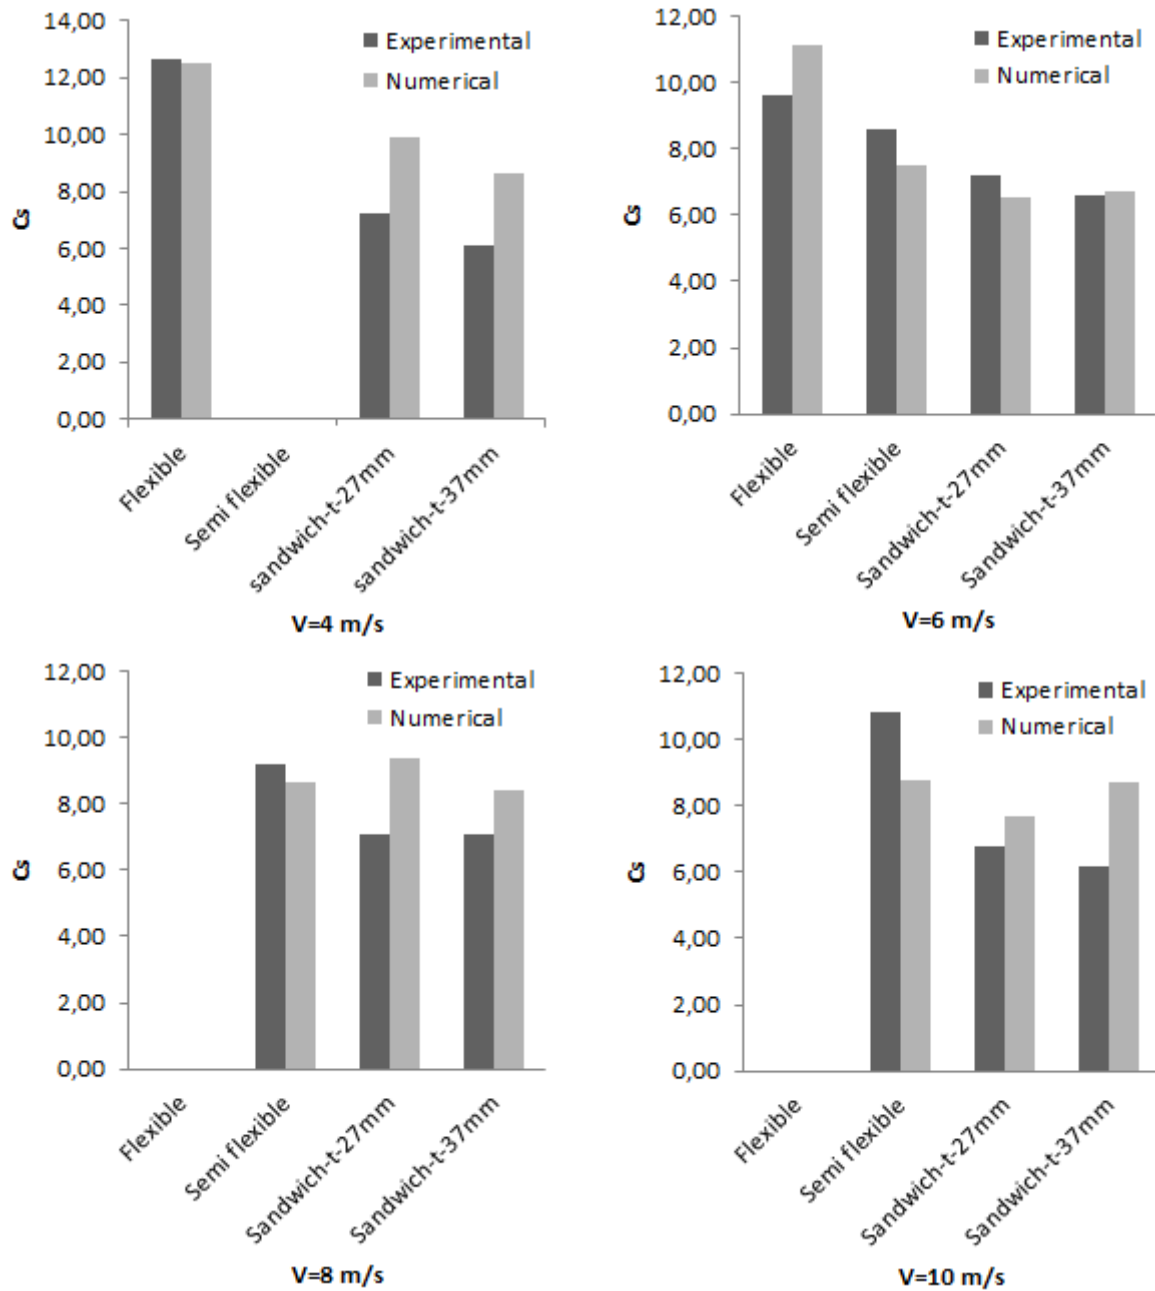 14,00
12,00
10,00
8,00
6,00
4,00
2,00
0,00
Cs
Experimental
Numerical
Flexible
Semi flexible
sandwich-t-27mm
sandwich-t-37mm
V=4 m/s
12,00
10,00
8,00
6,00
4,00
2,00
0,00
Cs
Experimental
Numerical
Flexible
Semi flexible
Sandwich-t-27mm
Sandwich-t-37mm
V=6 m/s
12,00
10,00
8,00
6,00
4,00
2,00
0,00
Cs
Experimental
Numerical
Flexible
Semi flexible
Sandwich-t-27mm
Sandwich-t-37mm
V=8 m/s
12,00
10,00
8,00
6,00
4,00
2,00
0,00
Cs
Experimental
Numerical
Flexible
Semi flexible
Sandwich-t-27mm
Sandwich-t-37mm
V=10 m/s